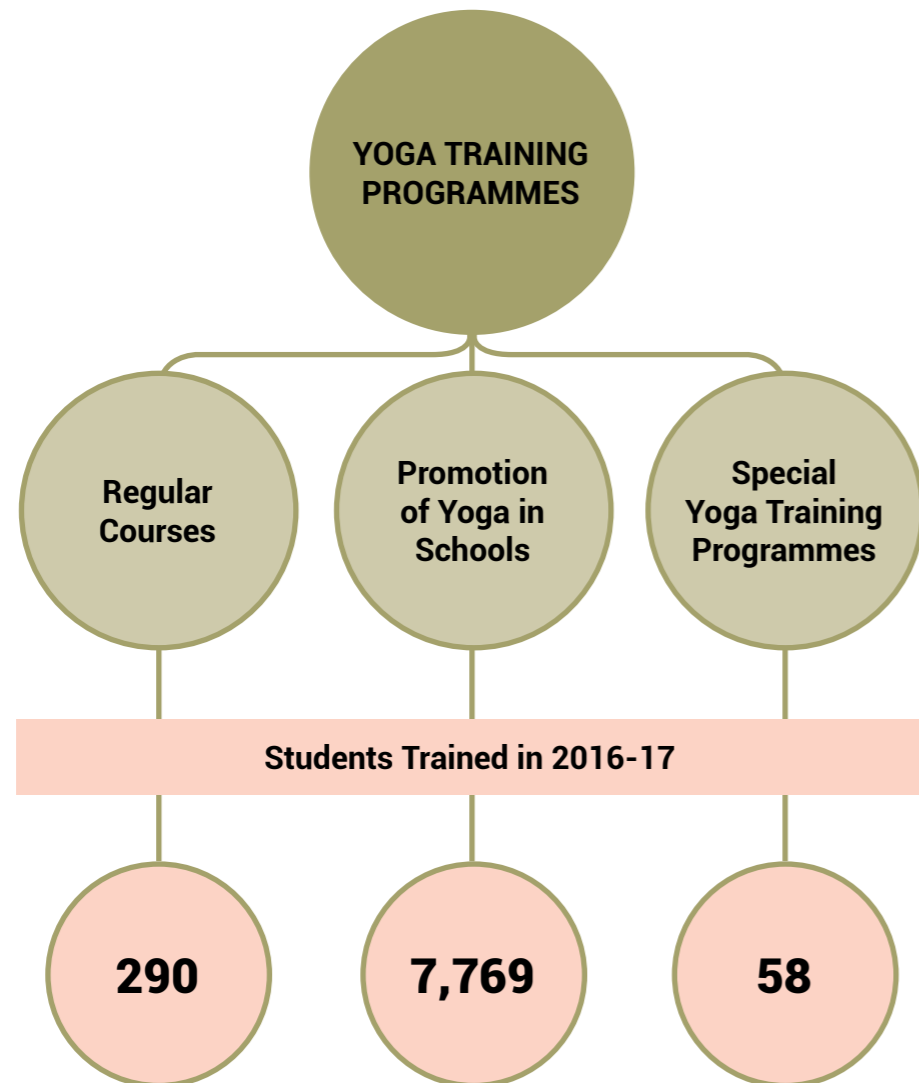 YOGA TRAINING
PROGRAMMES
Regular
Courses
Promotion
of Yoga in
Schools
Special
Yoga Training
Programmes
Students Trained in 2016-17
290
7,769
58